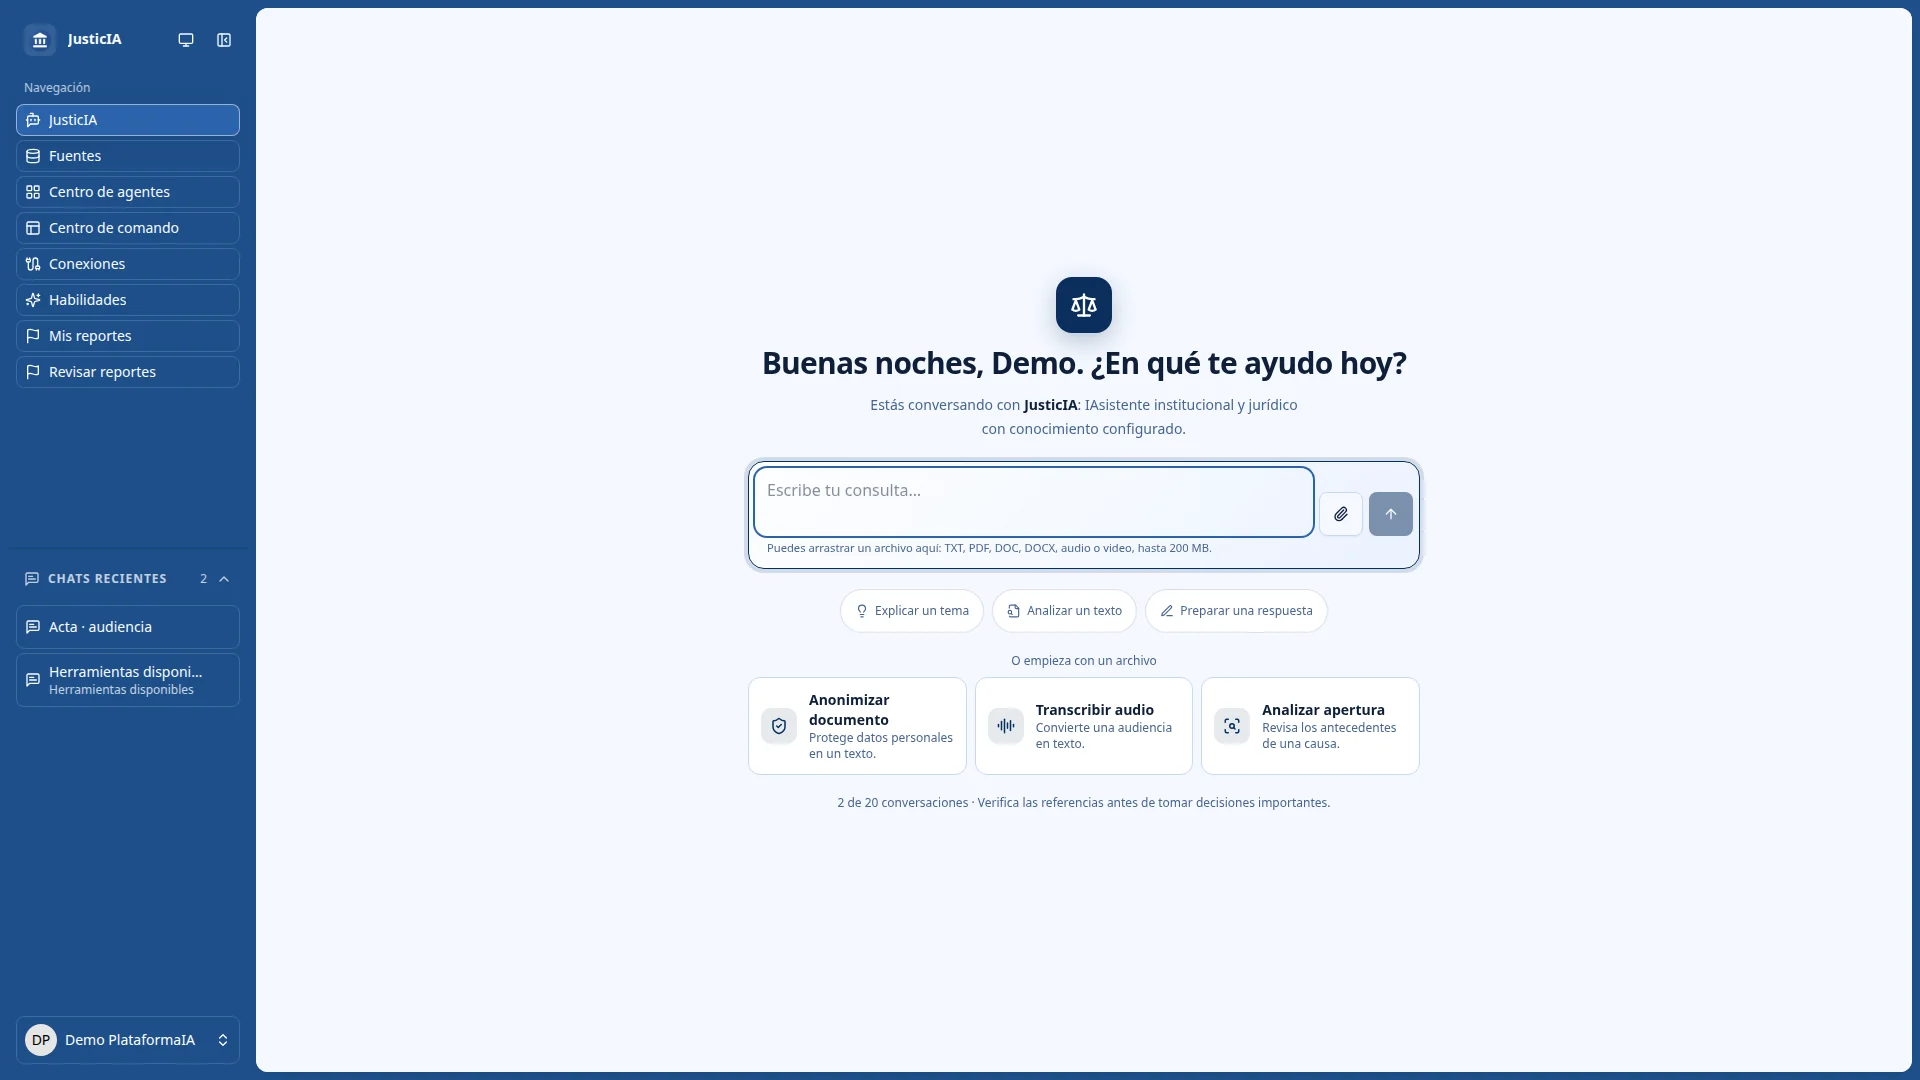 JusticIA
Navegación
JusticIA
Fuentes
Centro de agentes
Centro de comando
Conexiones
Habilidades
Mis reportes
Revisar reportes
CHATS RECIENTES 2
Acta · audiencia
Herramientas disponi...
Herramientas disponibles
DP Demo PlataformaIA
Buenas noches, Demo. ¿En qué te ayudo hoy?
Estás conversando con JusticIA: IAsistente institucional y jurídico
con conocimiento configurado.
Escribe tu consulta...
Puedes arrastrar un archivo aquí: TXT, PDF, DOC, DOCX, audio o video, hasta 200 MB.
Explicar un tema
Analizar un texto
Preparar una respuesta
O empieza con un archivo
Anonimizar
documento
Protege datos personales
en un texto.
Transcribir audio
Convierte una audiencia
en texto.
Analizar apertura
Revisa los antecedentes
de una causa.
2 de 20 conversaciones · Verifica las referencias antes de tomar decisiones importantes.